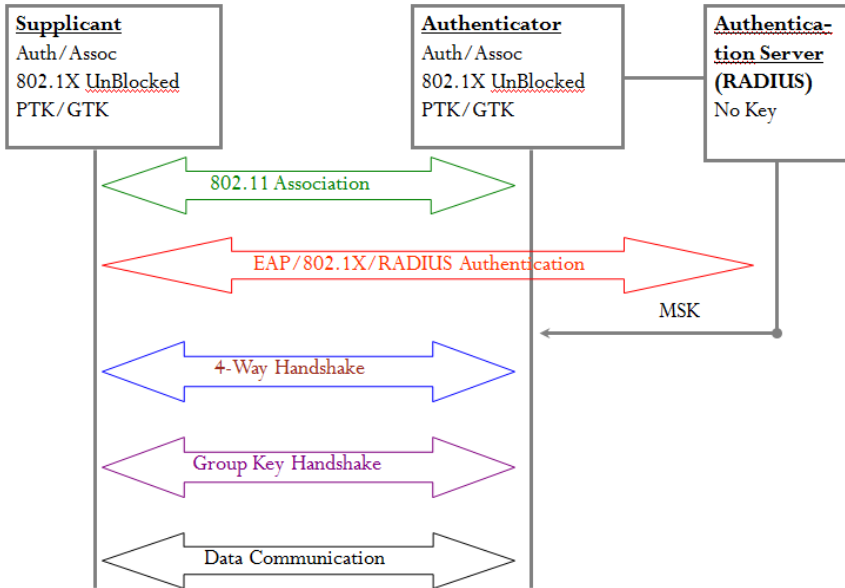 Supplicant
Auth/Assoc
802.1X UnBlocked
PTK/GTK
Authenticator
Auth/Assoc
802.1X UnBlocked
PTK/GTK
Authentica-
tion Server
(RADIUS)
No Key
802.11 Association
EAP/802.1X/RADIUS Authentication
MSK
4-Way Handshake
Group Key Handshake
Data Communication